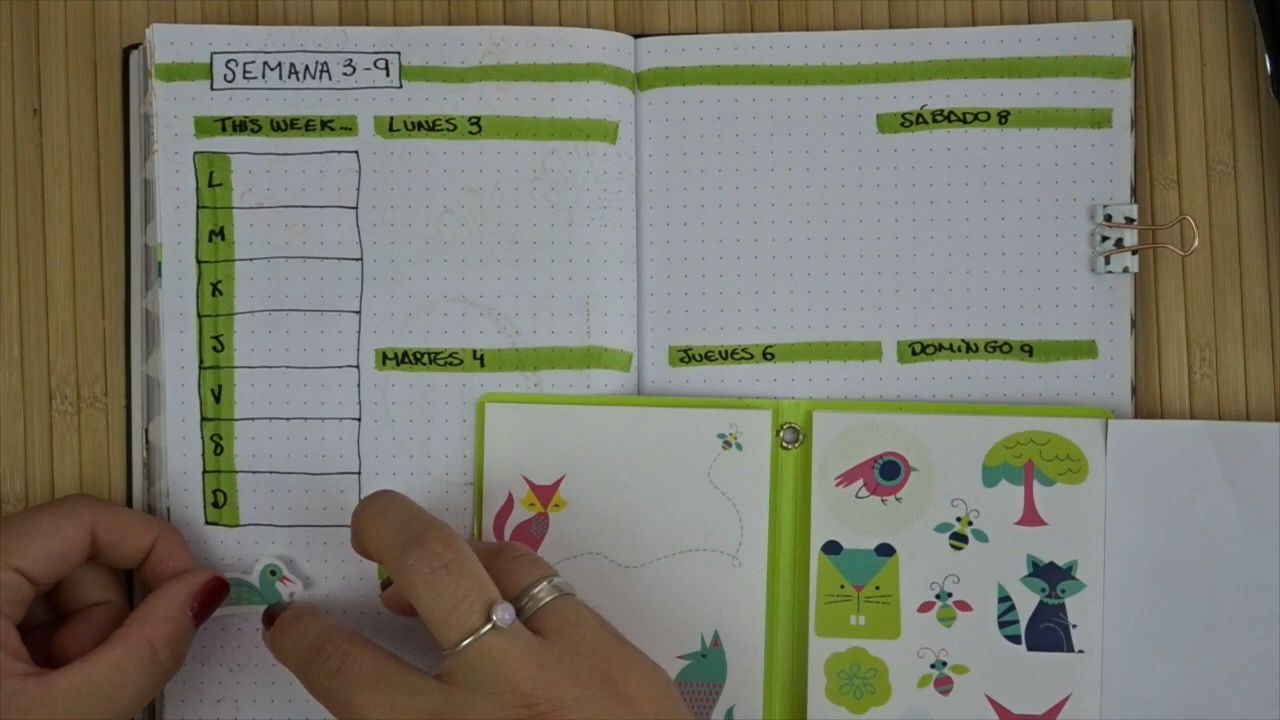 SEMANA 3-9
THIS WEEK...
LUNES 3
SÁBADO 8
L
M
X
J
V
S
D
MARTES 4
JUEVES 6
DOMINGO 9